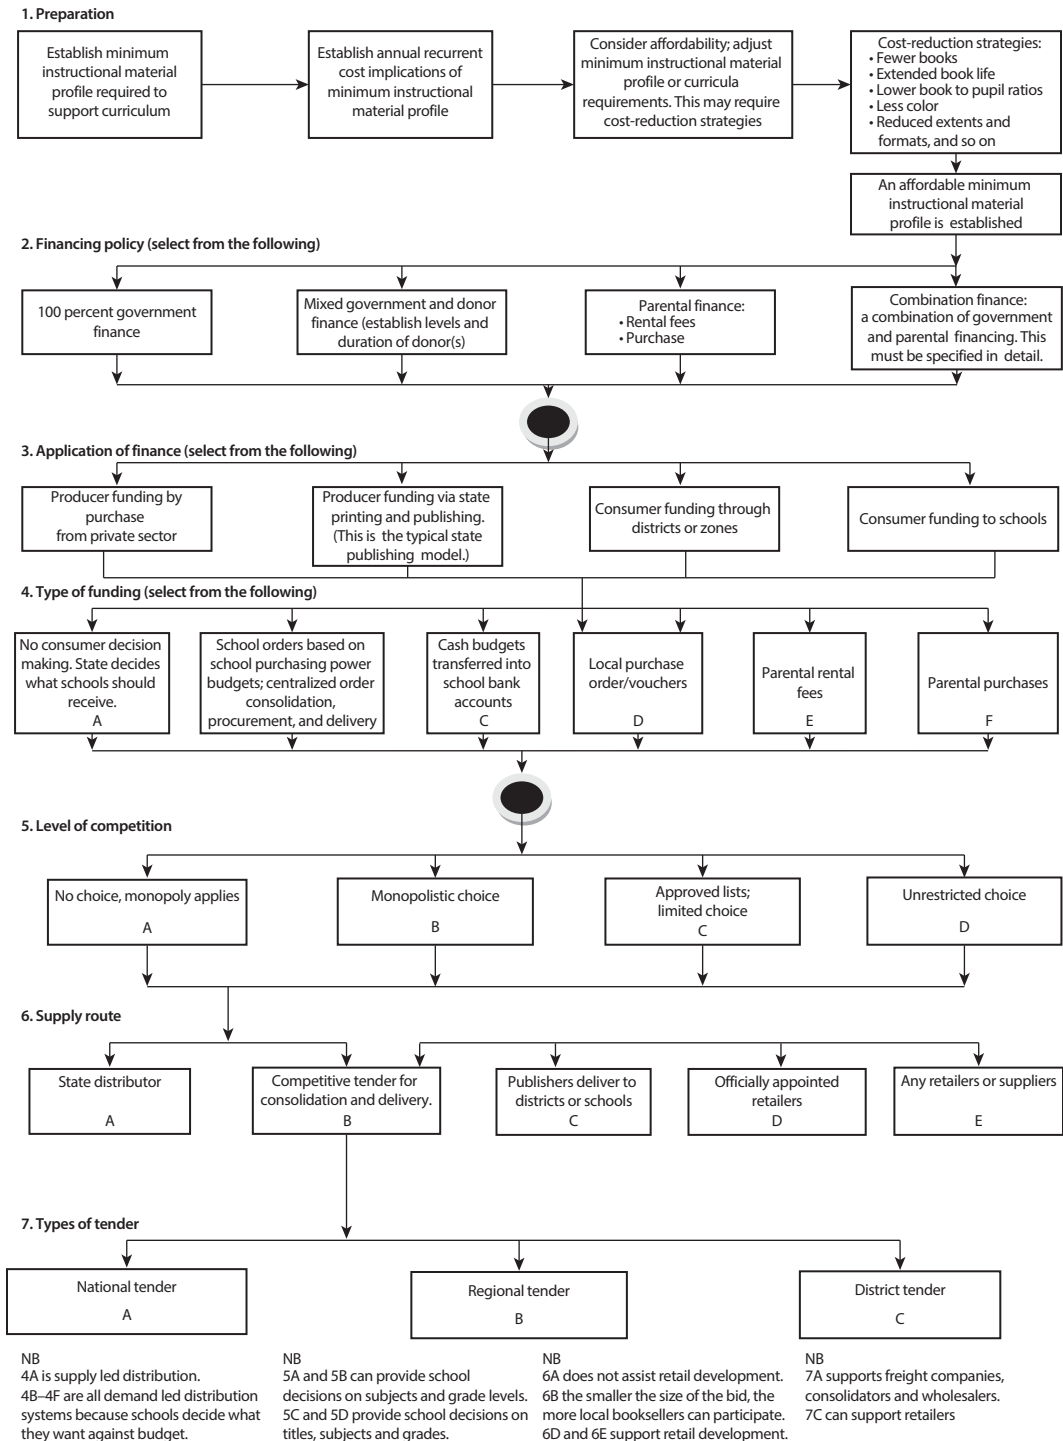 1. Preparation
Establish minimum
instructional material
profile required to
support curriculum
Establish annual recurrent
cost implications of
minimum instructional
material profile
Consider affordability; adjust
minimum instructional material
profile or curricula
requirements. This may require
cost-reduction strategies
Cost-reduction strategies:
• Fewer books
• Extended book life
• Lower book to pupil ratios
• Less color
• Reduced extents and
formats, and so on
An affordable minimum
instructional material
profile is established
2. Financing policy (select from the following)
100 percent government
finance
Mixed government and donor
finance (establish levels and
duration of donor(s)
Parental finance:
• Rental fees
• Purchase
Combination finance:
a combination of government
and parental financing. This
must be specified in detail.
3. Application of finance (select from the following)
Producer funding by
purchase
from private sector
Producer funding via state
printing and publishing.
(This is the typical state
publishing model.)
Consumer funding through
districts or zones
Consumer funding to schools
4. Type of funding (select from the following)
No consumer decision
making. State decides
what schools should
receive.
A
School orders based on
school purchasing power
budgets; centralized order
consolidation,
procurement, and delivery
Cash budgets
transferred into
school bank
accounts
C
Local purchase
order/vouchers
D
Parental rental
fees
E
Parental purchases
F
5. Level of competition
No choice, monopoly applies
A
Monopolistic choice
B
Approved lists;
limited choice
C
Unrestricted choice
D
6. Supply route
State distributor
A
Competitive tender for
consolidation and delivery.
B
Publishers deliver to
districts or schools
C
Officially appointed
retailers
D
Any retailers or suppliers
E
7. Types of tender
National tender
A
Regional tender
B
District tender
C
NB
4A is supply led distribution.
4B–4F are all demand led distribution
systems because schools decide what
they want against budget.
NB
5A and 5B can provide school
decisions on subjects and grade levels.
5C and 5D provide school decisions on
titles, subjects and grades.
NB
6A does not assist retail development.
6B the smaller the size of the bid, the
more local booksellers can participate.
6D and 6E support retail development.
NB
7A supports freight companies,
consolidators and wholesalers.
7C can support retailers